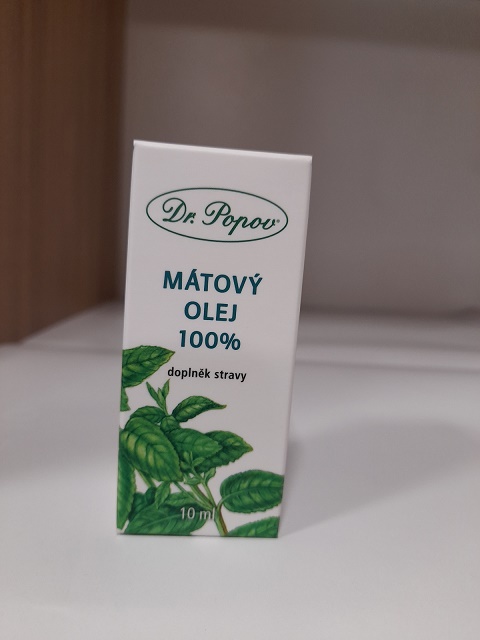 Dr. Popov®
MÁTOVÝ
OLEJ
100%
doplněk stravy
10 ml